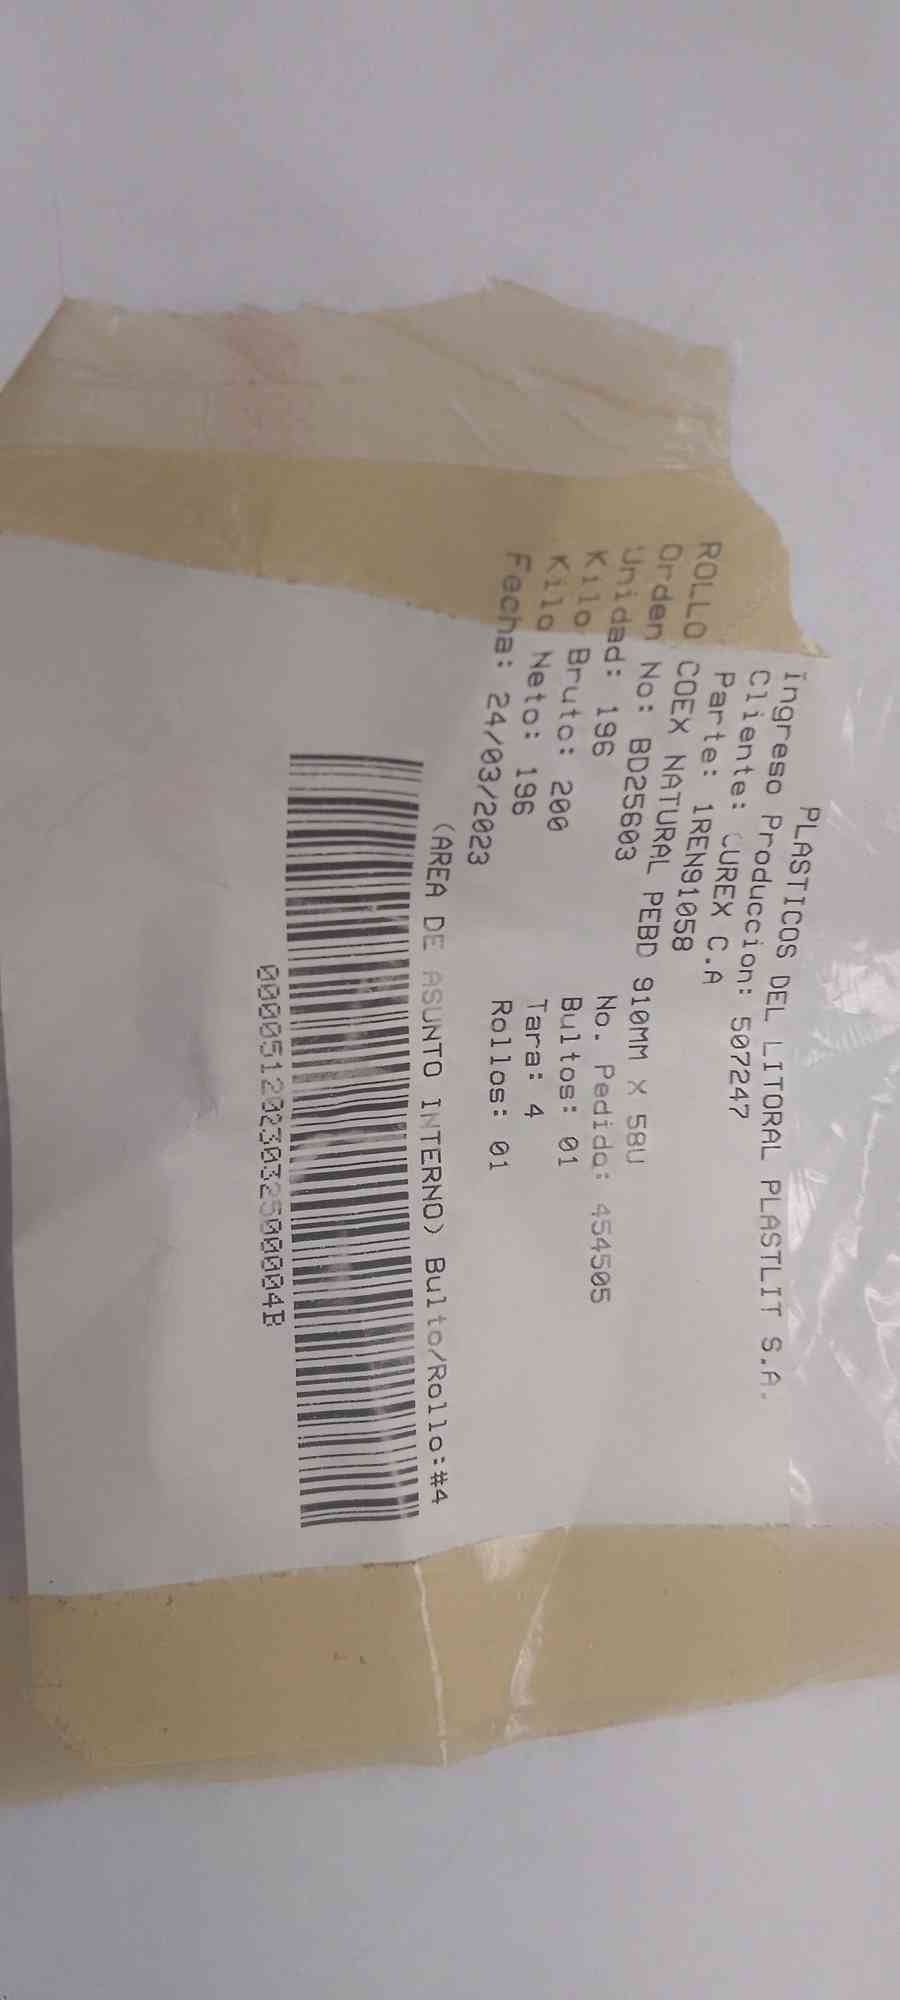 PLASTICOS DEL LITORAL PLASTLIT S.A.
Ingreso Produccion: 507247
Cliente: CUREX C.A
Parte: 1REN91058
ROLLO COEX NATURAL PEBD 910MM X 58U
Orden No: BD25603 No. Pedido: 454505
Unidad: 196 Bultos: 01
Kilo Bruto: 200 Tara: 4
Kilo Neto: 196 Rollos: 01
Fecha: 24/03/2023
(AREA DE ASUNTO INTERNO) Bulto/Rollo:#4
0000512023032500004B